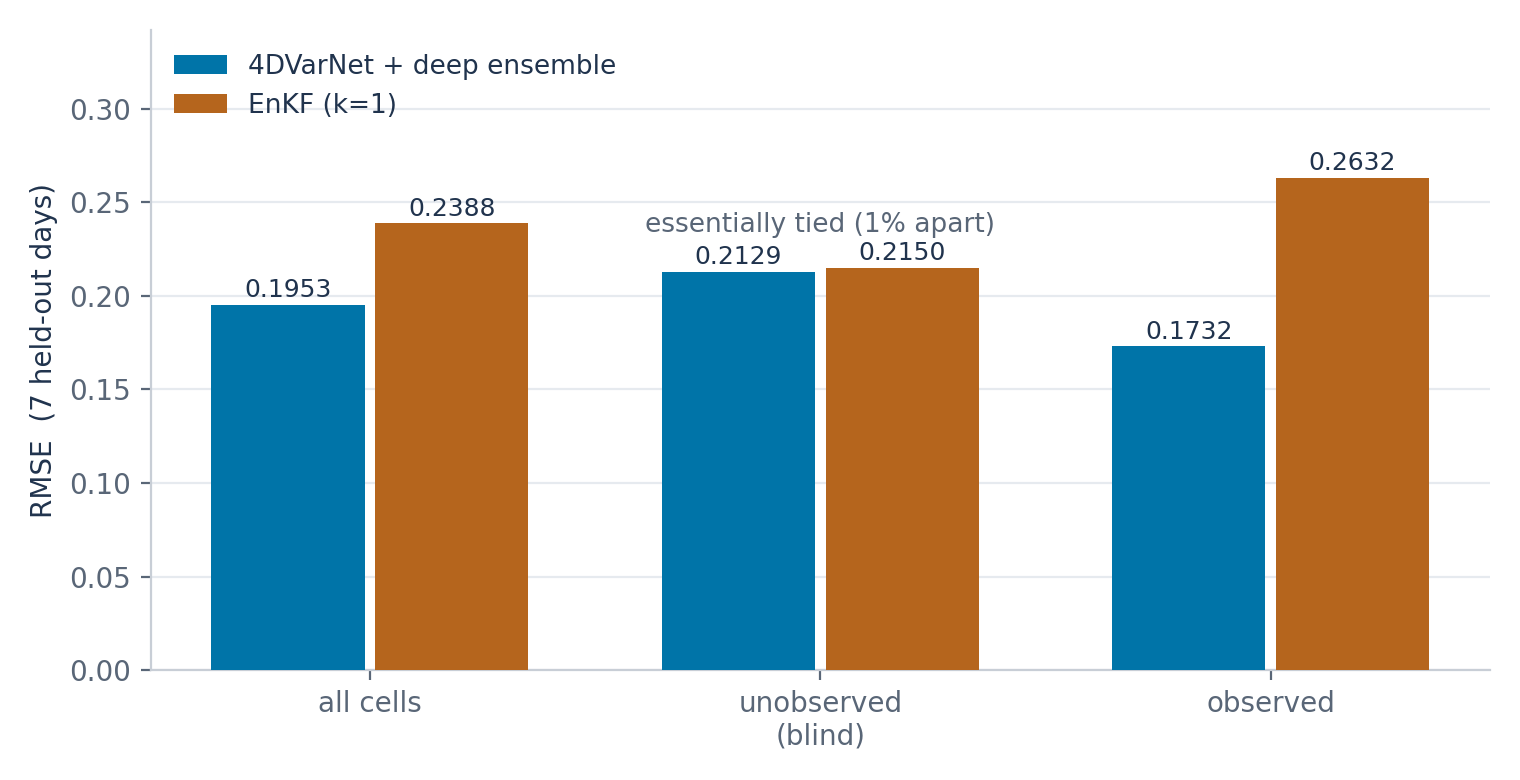 4DVarNet + deep ensemble
EnKF (k=1)
RMSE  (7 held-out days)
0.30
0.25
0.20
0.15
0.10
0.05
0.00
0.1953
0.2388
essentially tied (1% apart)
0.2129
0.2150
0.1732
0.2632
all cells
unobserved
(blind)
observed